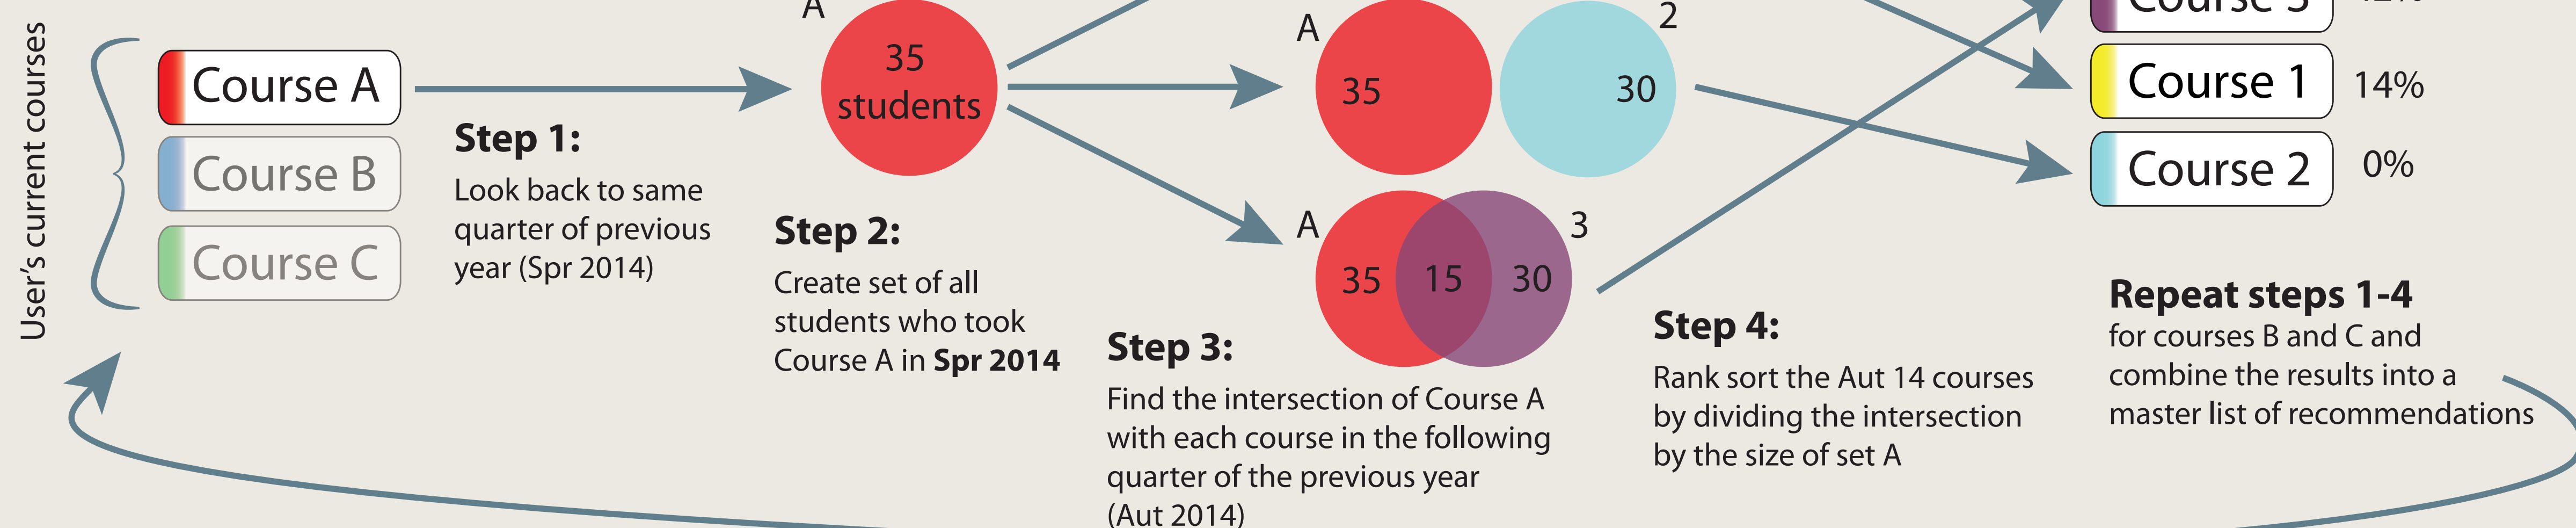 User's current courses
Course A
Course B
Course C
Step 1:
Look back to same
quarter of previous
year (Spr 2014)
A
35
students
Step 2:
Create set of all
students who took
Course A in Spr 2014
A
35
2
30
A
35
15
30
3
Step 3:
Find the intersection of Course A
with each course in the following
quarter of the previous year
(Aut 2014)
Step 4:
Rank sort the Aut 14 courses
by dividing the intersection
by the size of set A
Course 3
Course 1
14%
Course 2
0%
Repeat steps 1-4
for courses B and C and
combine the results into a
master list of recommendations